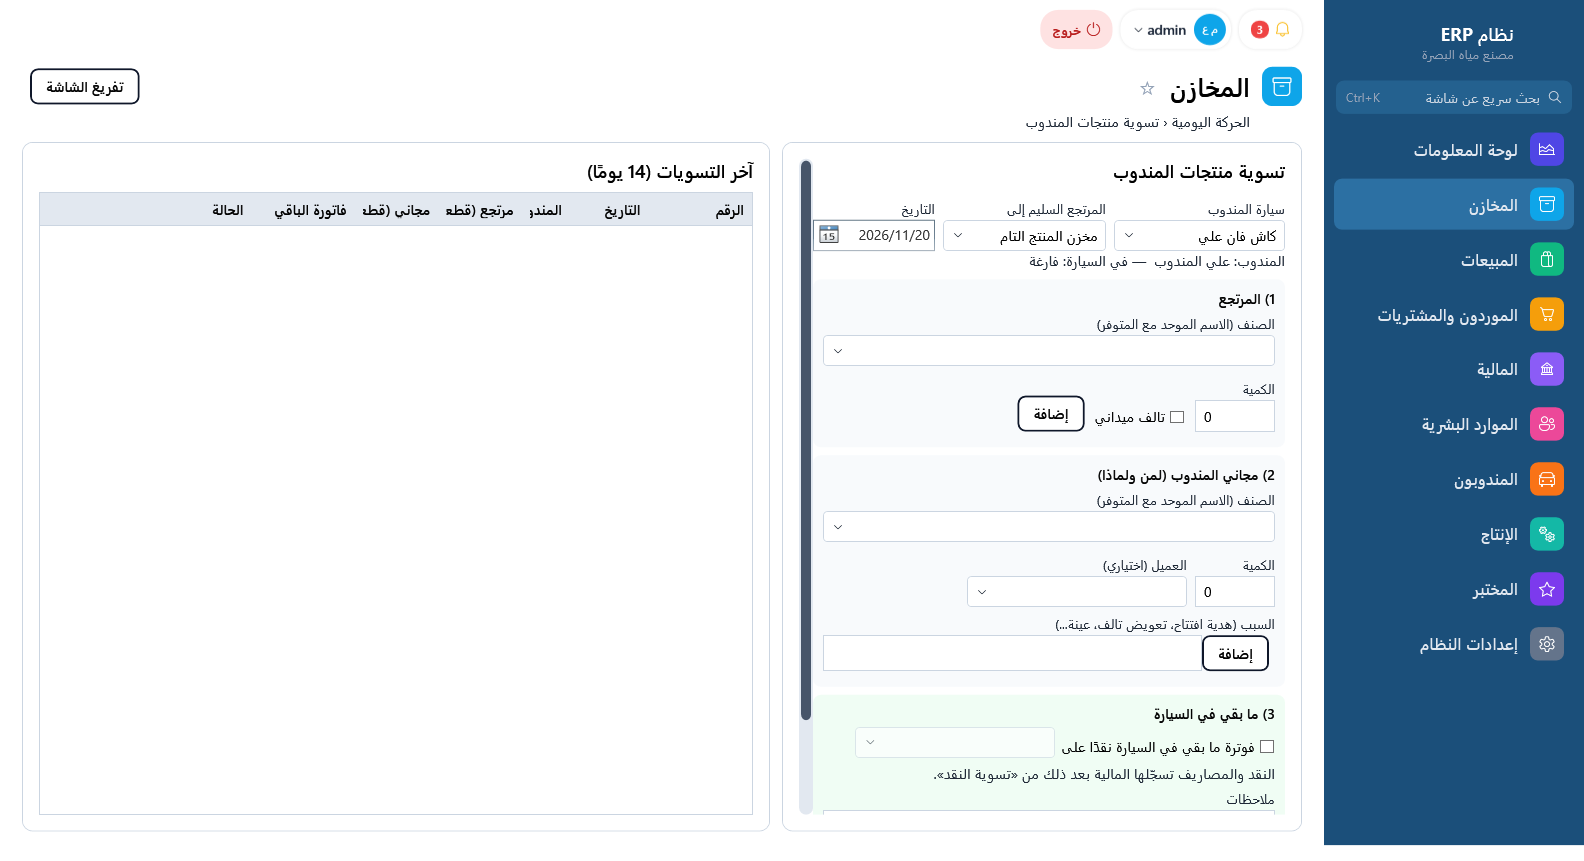 نظام ERP
مصنع مياه البصرة
بحث سريع عن شاشة Ctrl+K
لوحة المعلومات
المخازن
المبيعات
الموردون والمشتريات
المالية
الموارد البشرية
المندوبون
الإنتاج
المختبر
إعدادات النظام
3
م ع admin
خروج
المخازن
الحركة اليومية › تسوية منتجات المندوب
تفريغ الشاشة
تسوية منتجات المندوب
سيارة المندوب المرتجع السليم إلى التاريخ
كاش فان علي مخزن المنتج التام 2026/11/20 15
المندوب: علي المندوب — في السيارة: فارغة
1) المرتجع
الصنف (الاسم الموحد مع المتوفر)
الكمية
0 تالف ميداني إضافة
2) مجاني المندوب (لمن ولماذا)
الصنف (الاسم الموحد مع المتوفر)
الكمية العميل (اختياري)
0
السبب (هدية افتتاح، تعويض تالف، عينة...)
إضافة
3) ما بقي في السيارة
فوترة ما بقي في السيارة نقدًا على
النقد والمصاريف تسجّلها المالية بعد ذلك من «تسوية النقد».
ملاحظات
آخر التسويات (14 يومًا)
الرقم التاريخ المندو مرتجع (قطع مجاني (قطع فاتورة الباقي الحالة